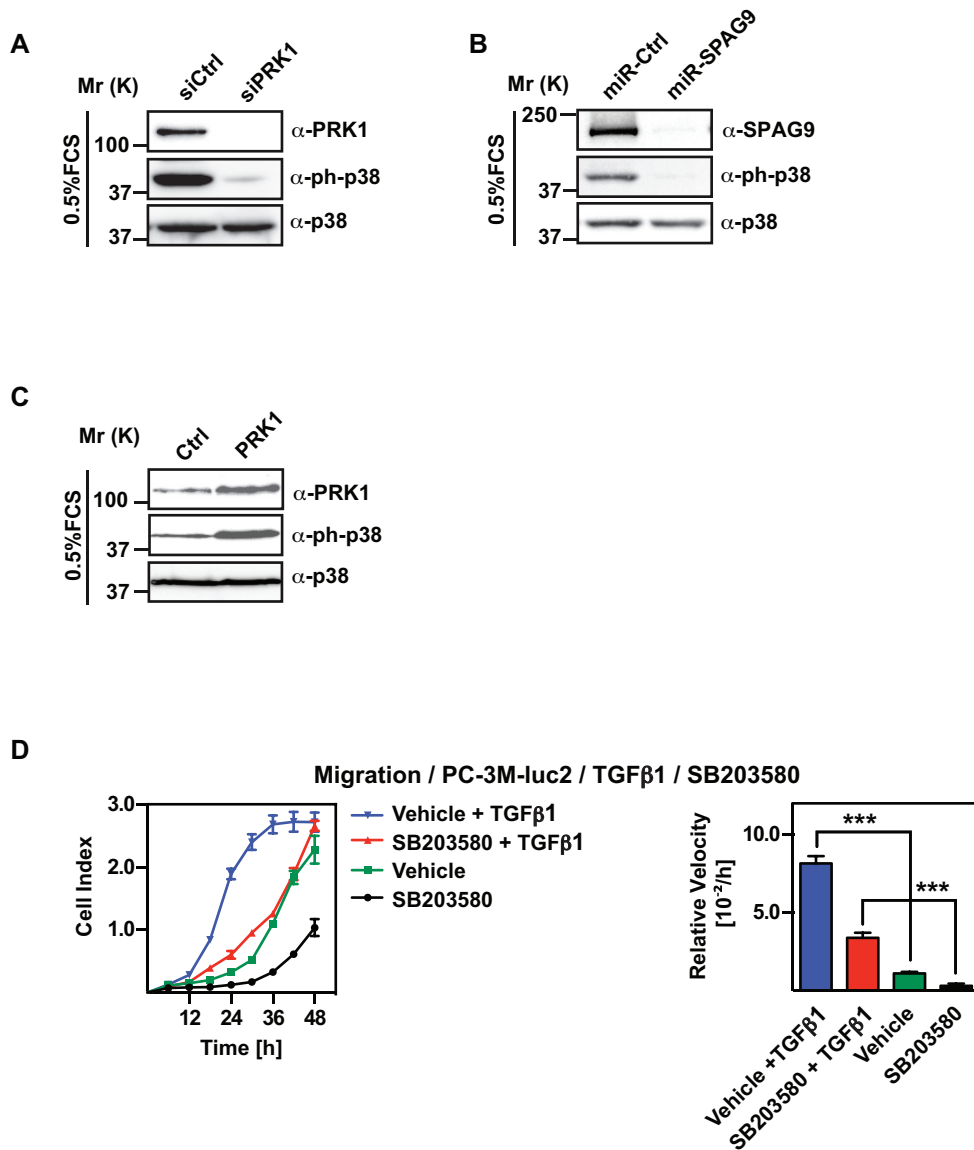 A
Mr (K)
siCtrl
siPRK1
0.5%FCS
100
α-PRK1
37
α-ph-p38
37
α-p38
B
Mr (K)
miR-Ctrl
miR-SPAG9
0.5%FCS
250
α-SPAG9
37
α-ph-p38
37
α-p38
C
Mr (K)
Ctrl
PRK1
0.5%FCS
100
α-PRK1
37
α-ph-p38
37
α-p38
D
Migration / PC-3M-luc2 / TGFβ1 / SB203580
Cell Index
3.0
2.0
1.0
12 24 36 48
Time [h]
Vehicle + TGFβ1
SB203580 + TGFβ1
Vehicle
SB203580
Relative Velocity
[10⁻²/h]
10.0
5.0
***
***
Vehicle +TGFβ1
SB203580 + TGFβ1
Vehicle
SB203580